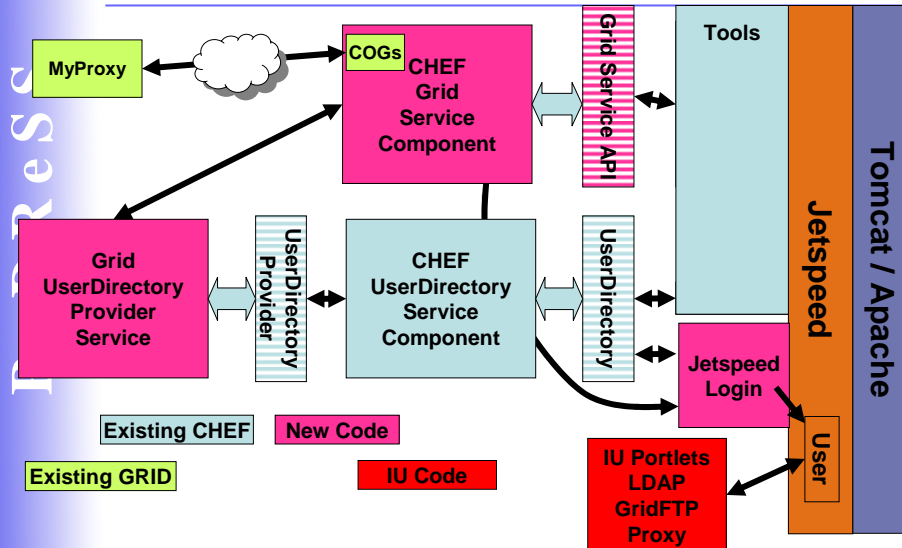 MyProxy
COGs
CHEF
Grid
Service
Component
Grid Service API
Tools
Jetspeed
Tomcat / Apache
Grid
UserDirectory
Provider
Service
UserDirectory
Provider
CHEF
UserDirectory
Service
Component
UserDirectory
Jetspeed
Login
User
Existing CHEF
New Code
Existing GRID
IU Code
IU Portlets
LDAP
GridFTP
Proxy